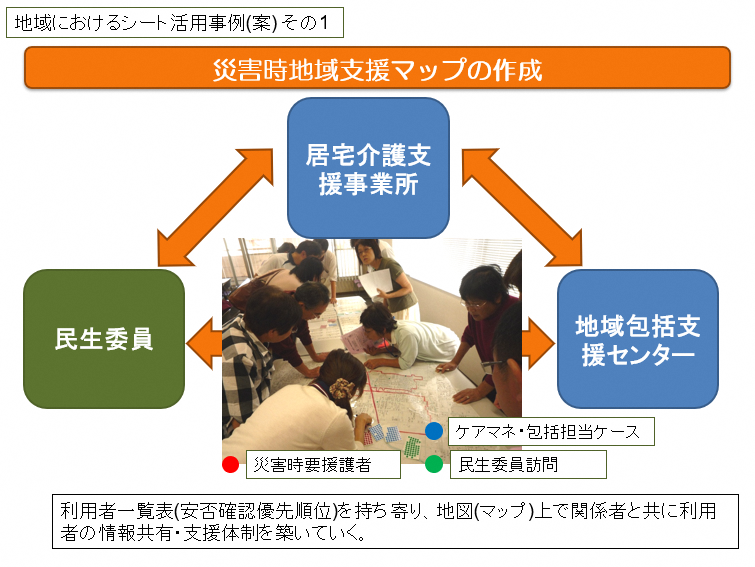 地域におけるシート活用事例(案)その1
災害時地域支援マップの作成
居宅介護支
援事業所
民生委員
地域包括支
援センター
ケアマネ・包括担当ケース
災害時要援護者
民生委員訪問
利用者一覧表(安否確認優先順位)を持ち寄り、地図(マップ)上で関係者と共に利用
者の情報共有・支援体制を築いていく。